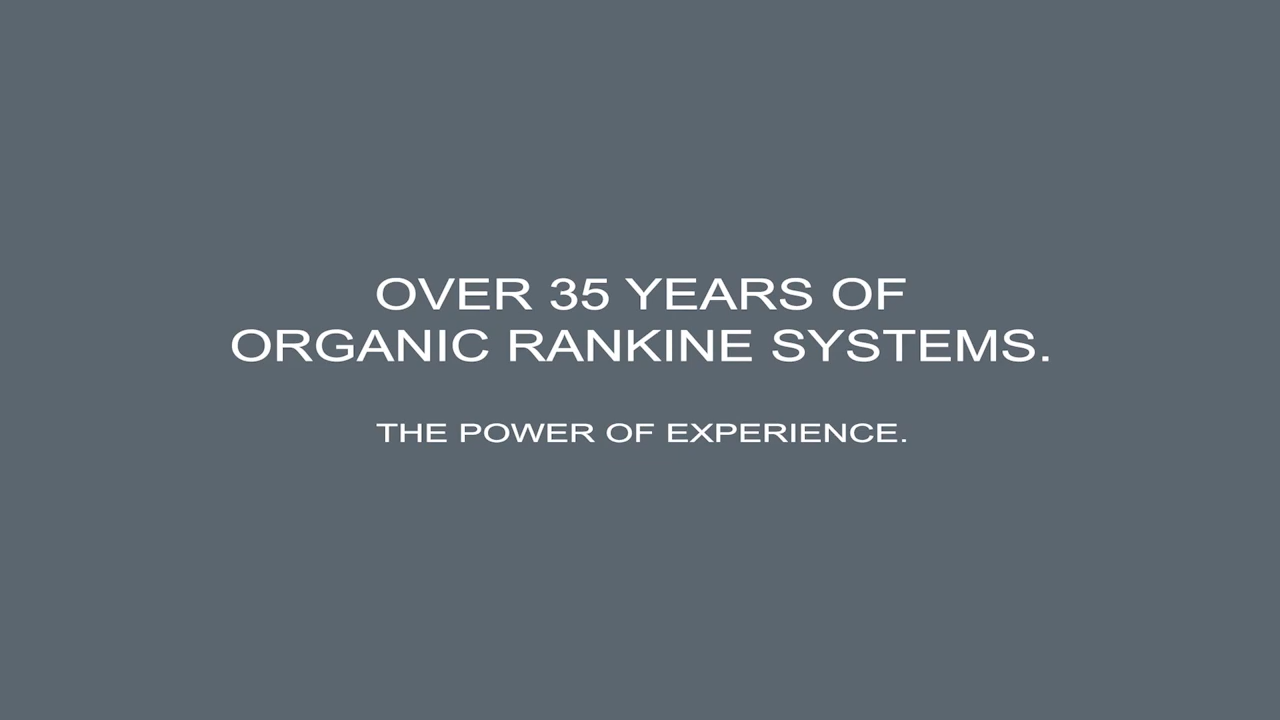 OVER 35 YEARS OF
ORGANIC RANKINE SYSTEMS.
THE POWER OF EXPERIENCE.